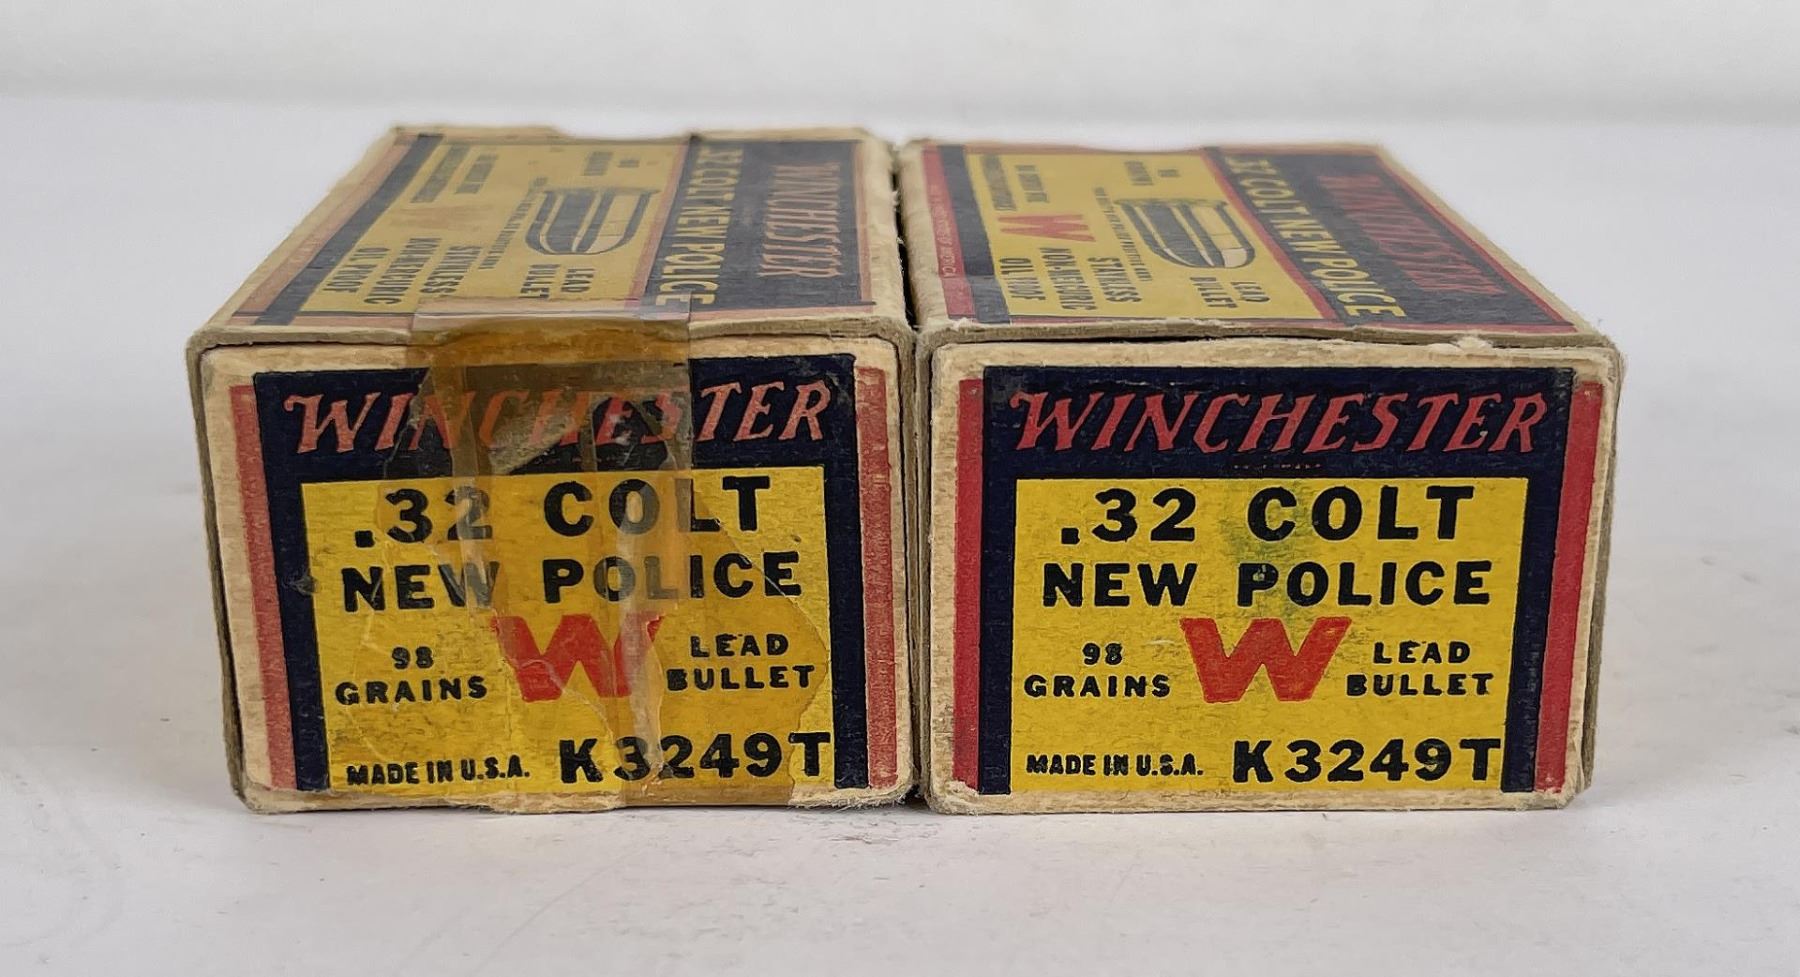 WINCHESTER
.32 COLT NEW POLICE
LEAD
BULLET
W
STAINLESS
NON-MERCURIC
OIL PROOF
WINCHESTER
.32 COLT
NEW POLICE
98
GRAINS
W
LEAD
BULLET
MADE IN U.S.A.
K3249T
WINCHESTER
.32 COLT NEW POLICE
LEAD
BULLET
W
STAINLESS
NON-MERCURIC
OIL PROOF
WINCHESTER
.32 COLT
NEW POLICE
98
GRAINS
W
LEAD
BULLET
MADE IN U.S.A.
K3249T